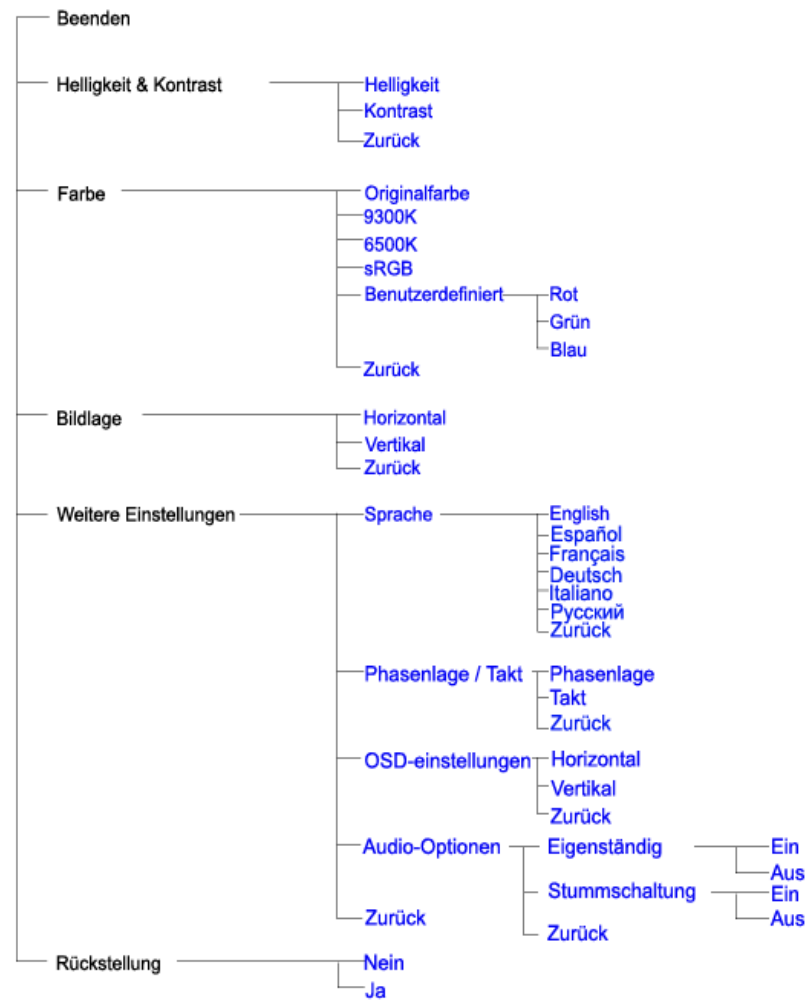 Beenden
Helligkeit & Kontrast
Helligkeit
Kontrast
Zurück
Farbe
Originalfarbe
9300K
6500K
sRGB
Benutzerdefiniert
Rot
Grün
Blau
Zurück
Bildlage
Horizontal
Vertikal
Zurück
Weitere Einstellungen
Sprache
English
Español
Français
Deutsch
Italiano
Русский
Zurück
Phasenlage / Takt
Phasenlage
Takt
Zurück
OSD-einstellungen
Horizontal
Vertikal
Zurück
Audio-Optionen
Eigenständig
Ein
Aus
Stummschaltung
Ein
Aus
Zurück
Zurück
Rückstellung
Nein
Ja